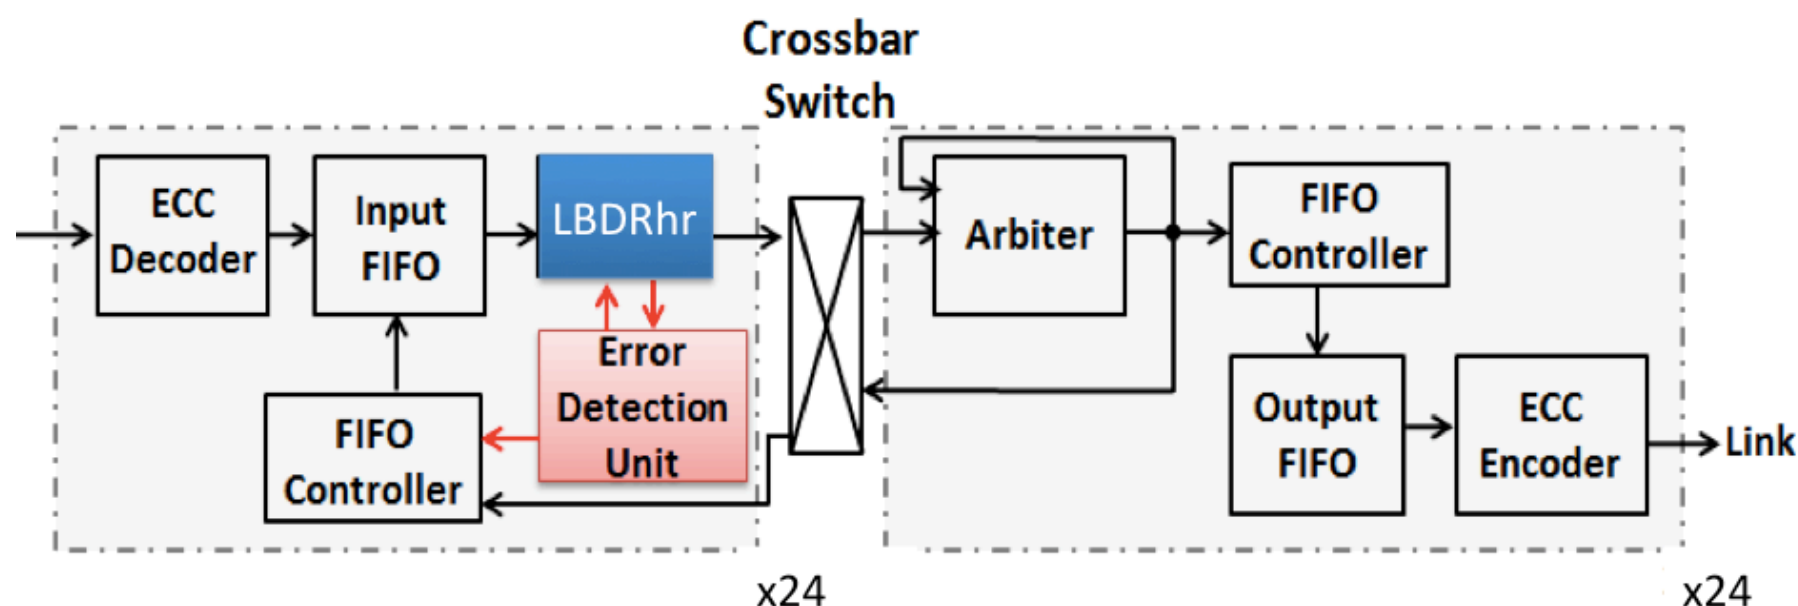 Crossbar
Switch
ECC
Decoder
Input
FIFO
LBDRhr
Error
Detection
Unit
FIFO
Controller
x24
Arbiter
FIFO
Controller
Output
FIFO
ECC
Encoder
Link
x24